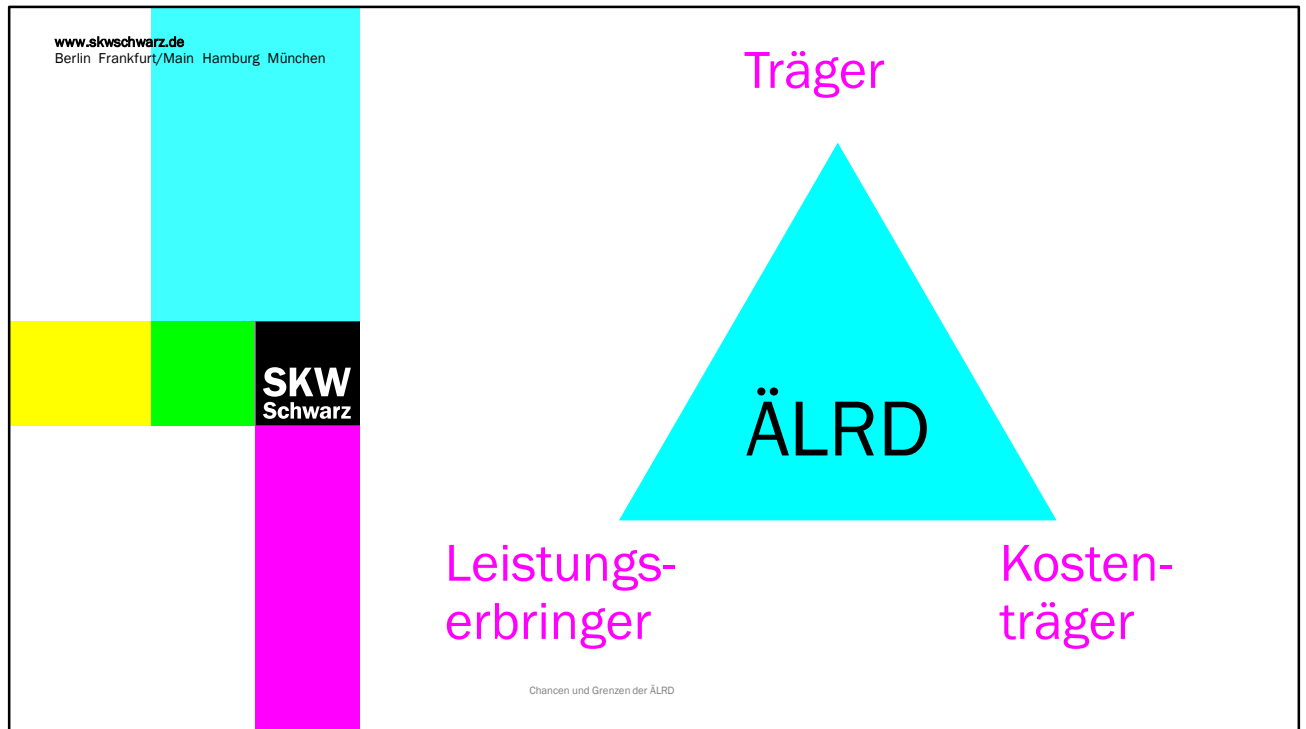 www.skwschwarz.de
Berlin Frankfurt/Main Hamburg München
Träger
SKW
Schwarz
ÄLRD
Leistungs-
erbringer
Kosten-
träger
Chancen und Grenzen der ÄLRD